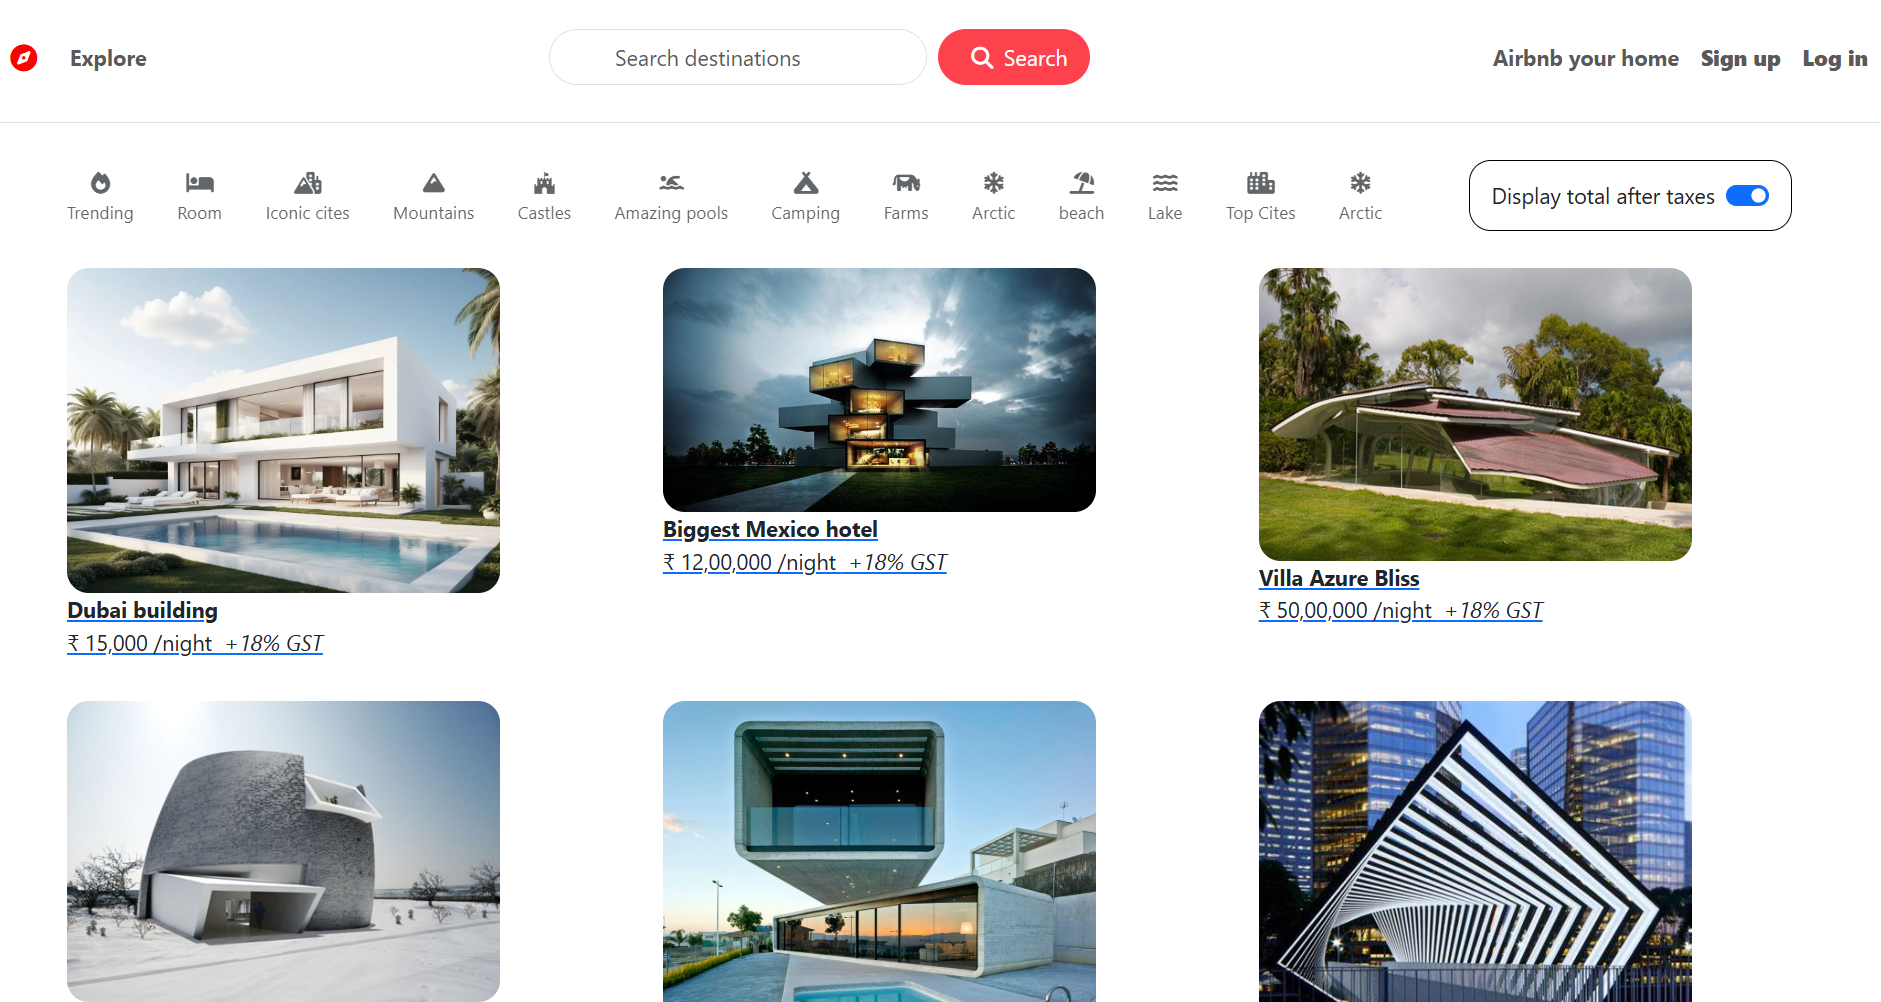 Explore
Search destinations
Search
Airbnb your home
Sign up
Log in
Trending
Room
Iconic cites
Mountains
Castles
Amazing pools
Camping
Farms
Arctic
beach
Lake
Top Cites
Arctic
Display total after taxes
Dubai building
₹ 15,000 /night +18% GST
Biggest Mexico hotel
₹ 12,00,000 /night +18% GST
Villa Azure Bliss
₹ 50,00,000 /night +18% GST